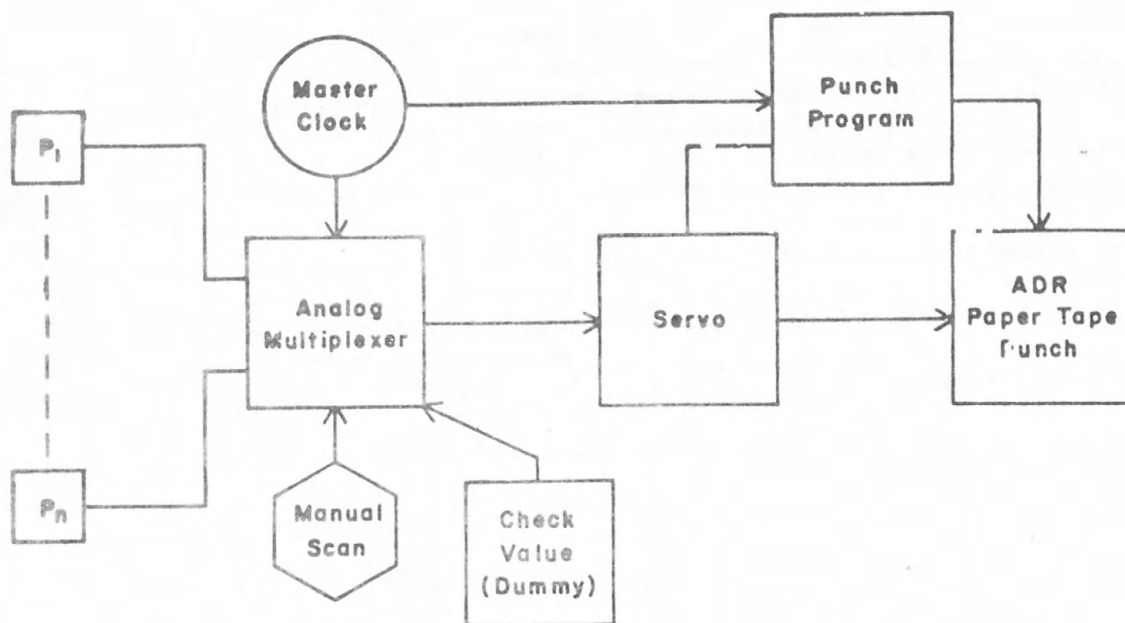 Master
Clock
Punch
Program
P1
Analog
Multiplexer
Servo
ADR
Paper Tape
Punch
Pn
Manual
Scan
Check
Value
(Dummy)